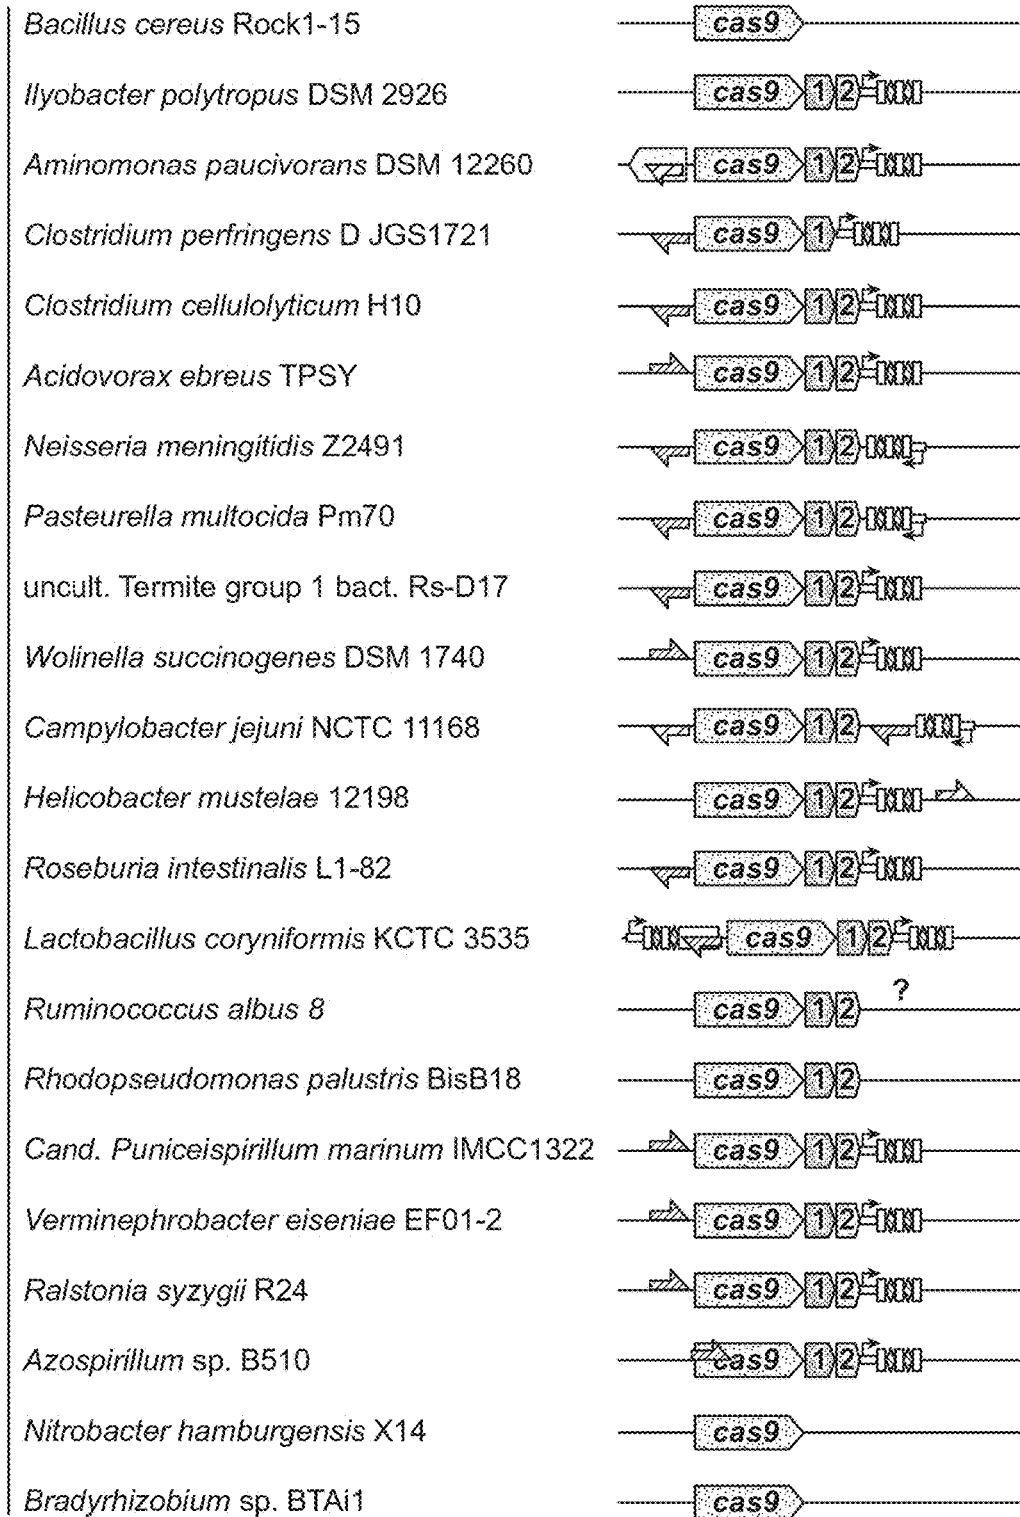 Bacillus cereus Rock1-15 cas9
Ilyobacter polytropus DSM 2926 cas9 1 2
Aminomonas paucivorans DSM 12260 cas9 1 2
Clostridium perfringens D JGS1721 cas9 1
Clostridium cellulolyticum H10 cas9 1 2
Acidovorax ebreus TPSY cas9 1 2
Neisseria meningitidis Z2491 cas9 1 2
Pasteurella multocida Pm70 cas9 1 2
uncult. Termite group 1 bact. Rs-D17 cas9 1 2
Wolinella succinogenes DSM 1740 cas9 1 2
Campylobacter jejuni NCTC 11168 cas9 1 2
Helicobacter mustelae 12198 cas9 1 2
Roseburia intestinalis L1-82 cas9 1 2
Lactobacillus coryniformis KCTC 3535 cas9 1 2
Ruminococcus albus 8 cas9 1 2 ?
Rhodopseudomonas palustris BisB18 cas9 1 2
Cand. Puniceispirillum marinum IMCC1322 cas9 1 2
Verminephrobacter eiseniae EF01-2 cas9 1 2
Ralstonia syzygii R24 cas9 1 2
Azospirillum sp. B510 cas9 1 2
Nitrobacter hamburgensis X14 cas9
Bradyrhizobium sp. BTAi1 cas9